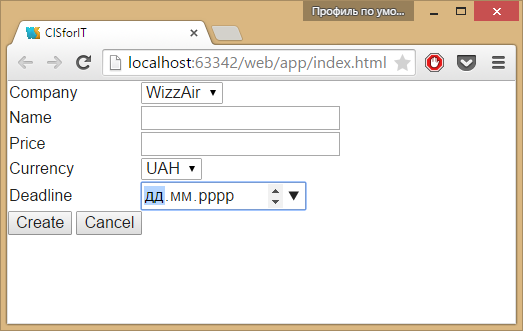 Профиль по умо...
CISforIT
localhost:63342/web/app/index.html
Company WizzAir
Name
Price
Currency UAH
Deadline дд.мм.рррр
Create Cancel